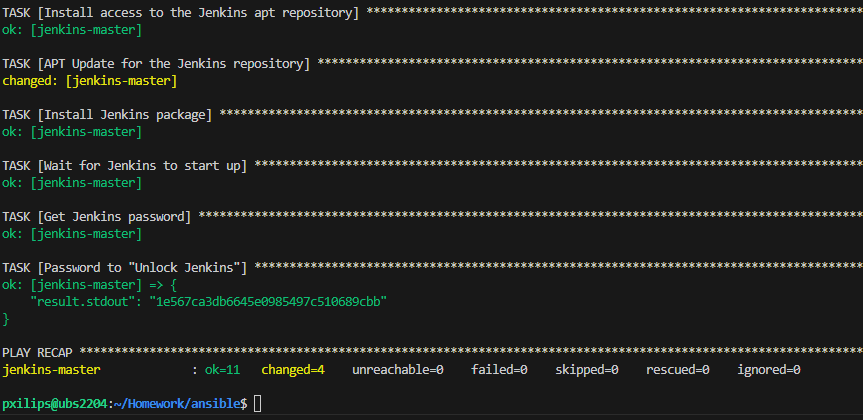 TASK [Install access to the Jenkins apt repository] ***********************************************************************
ok: [jenkins-master]
TASK [APT Update for the Jenkins repository] ******************************************************************************
changed: [jenkins-master]
TASK [Install Jenkins package] ********************************************************************************************
ok: [jenkins-master]
TASK [Wait for Jenkins to start up] ***************************************************************************************
ok: [jenkins-master]
TASK [Get Jenkins password] ***********************************************************************************************
ok: [jenkins-master]
TASK [Password to "Unlock Jenkins"] ***************************************************************************************
ok: [jenkins-master] => {
    "result.stdout": "1e567ca3db6645e0985497c510689cbb"
}
PLAY RECAP ****************************************************************************************************************
jenkins-master             : ok=11   changed=4    unreachable=0    failed=0    skipped=0    rescued=0    ignored=0
pxilips@ubs2204:~/Homework/ansible$